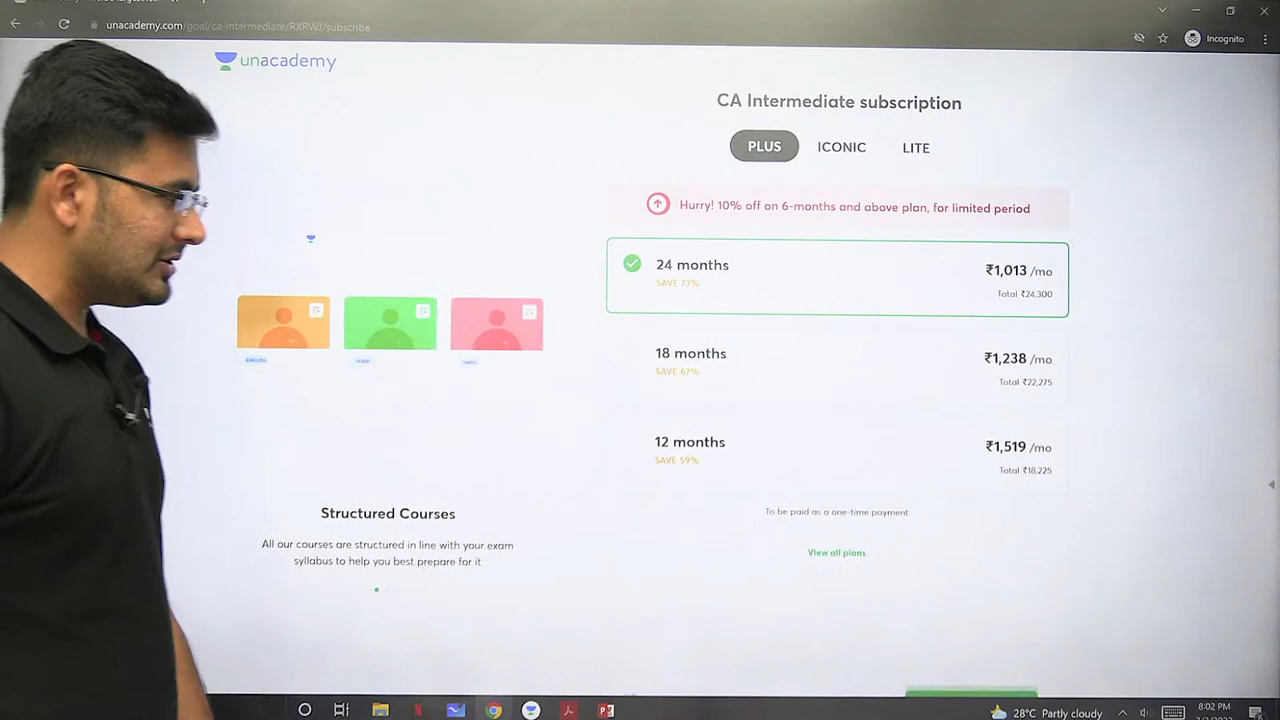 unacademy.com/goal/ca-intermediate/RXRWJ/subscribe
Incognito
unacademy
CA Intermediate subscription
PLUS
ICONIC
LITE
Hurry! 10% off on 6-months and above plan, for limited period
24 months
₹1,013 /mo
SAVE 73%
Total ₹24,300
18 months
₹1,238 /mo
SAVE 67%
Total ₹22,275
12 months
₹1,519 /mo
SAVE 59%
Total ₹18,225
To be paid as a one-time payment
View all plans
ENGLISH
Structured Courses
All our courses are structured in line with your exam
syllabus to help you best prepare for it
28°C Partly cloudy
8:02 PM